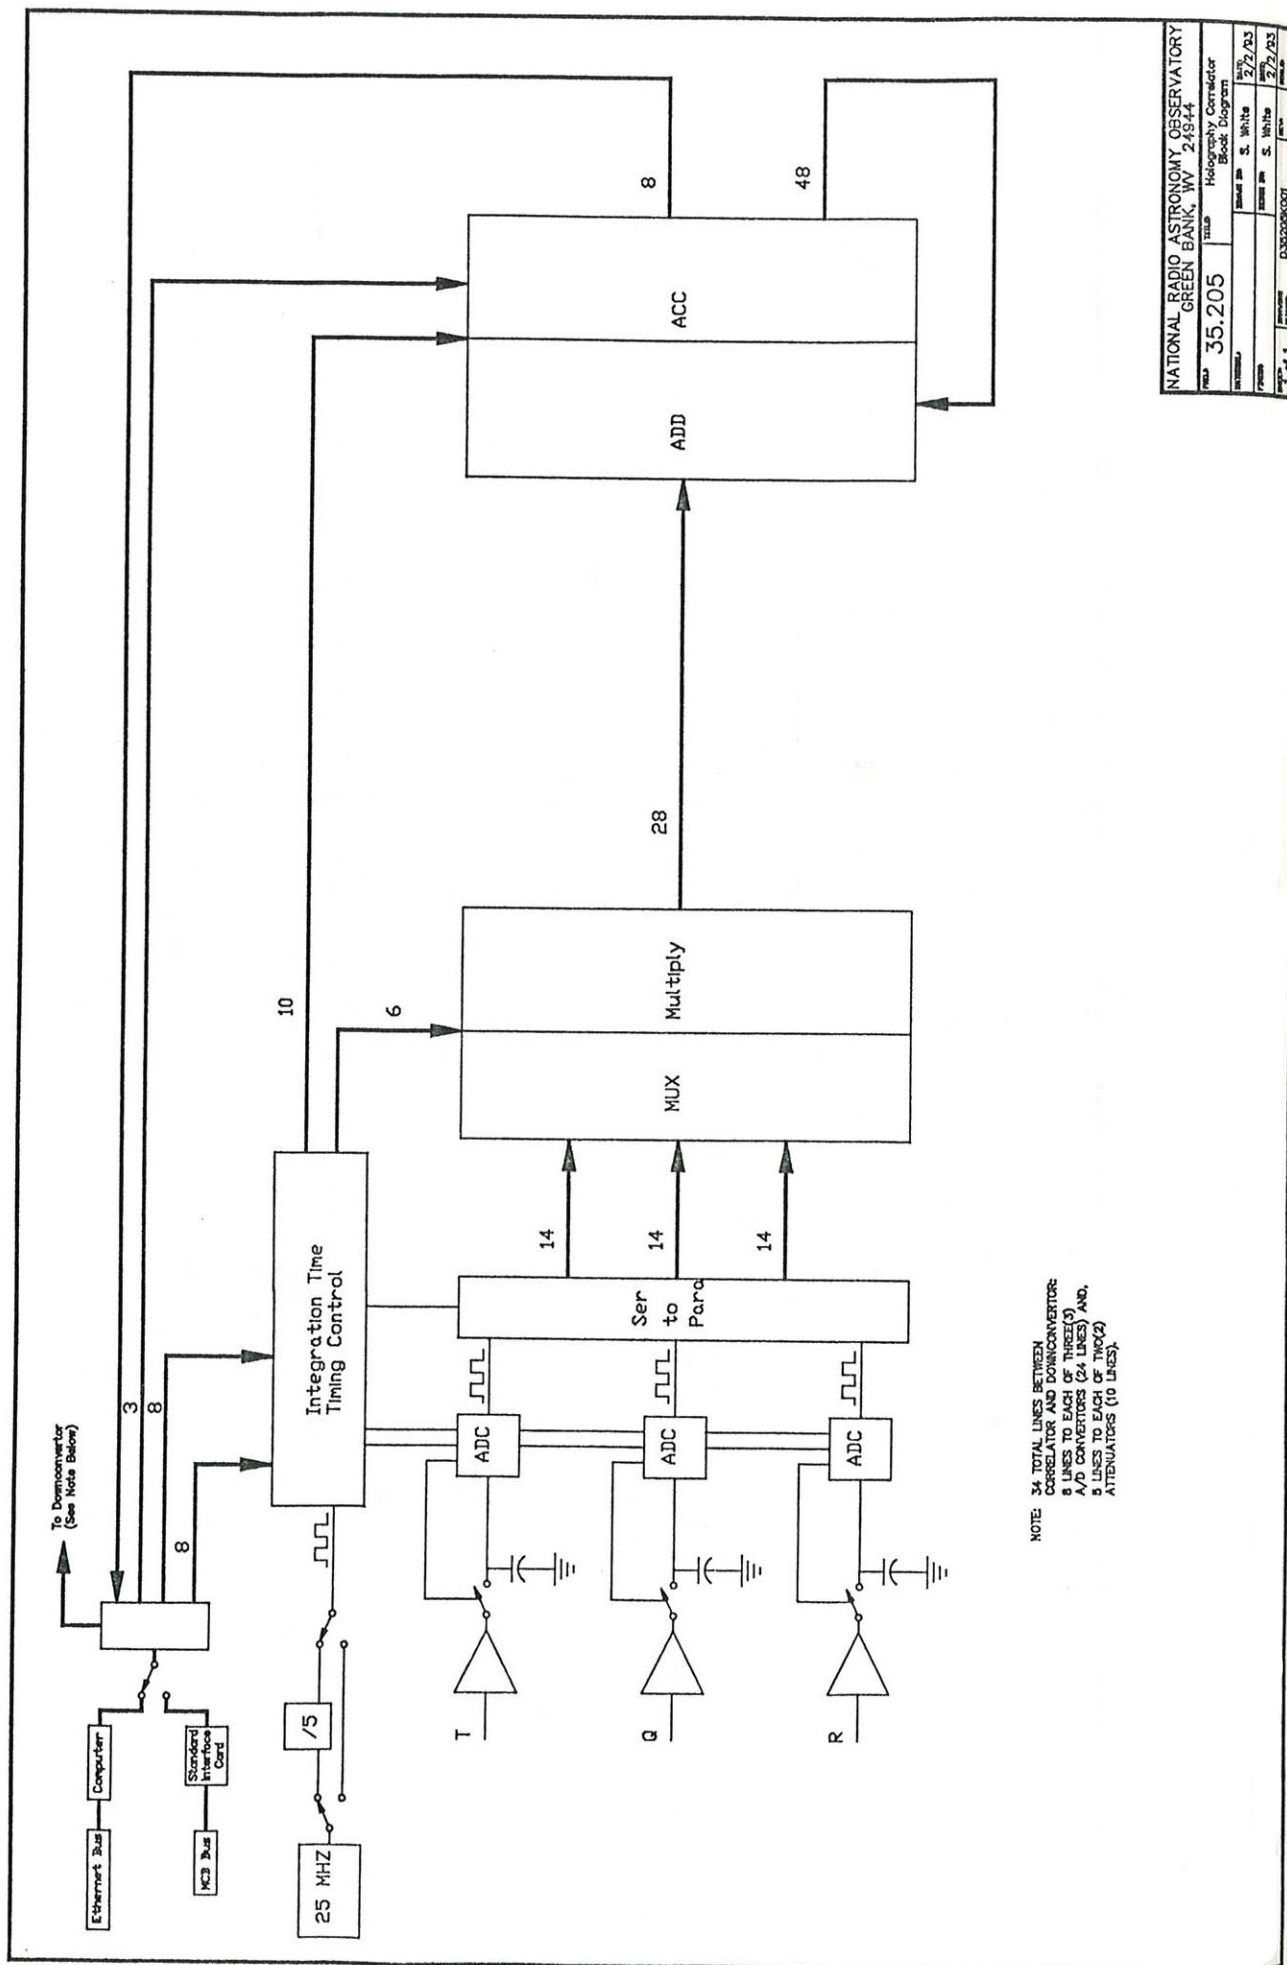 To Downconvertor
(See Note Below)
Ethernet Bus
Computer
MCB Bus
Standard
Interface
Card
3
8
8
8
48
25 MHZ
/5
Integration Time
Timing Control
10
6
T
Q
R
ADC
ADC
ADC
Ser
to
Para
14
14
14
MUX
Multiply
28
ADD
ACC
NOTE: 34 TOTAL LINES BETWEEN
CORRELATOR AND DOWNCONVERTOR:
8 LINES TO EACH OF THREE(3)
A/D CONVERTORS (24 LINES) AND,
5 LINES TO EACH OF TWO(2)
ATTENUATORS (10 LINES).
NATIONAL RADIO ASTRONOMY OBSERVATORY
GREEN BANK, WV 24944
35.205
TITLE
Holography Correlator
Block Diagram
S. White
DATE
2/2/93
S. White
2/2/93